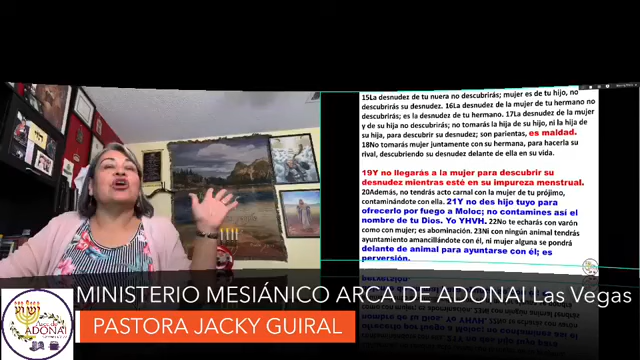 15La desnudez de tu nuera no descubrirás; mujer es de tu hijo, no
descubrirás su desnudez. 16La desnudez de la mujer de tu hermano no
descubrirás; es la desnudez de tu hermano. 17La desnudez de la mujer
y de su hija no descubrirás; no tomarás la hija de su hijo, ni la hija de
su hija, para descubrir su desnudez; son parientas, es maldad.
18No tomarás mujer juntamente con su hermana, para hacerla su
rival, descubriendo su desnudez delante de ella en su vida.
19Y no llegarás a la mujer para descubrir su
desnudez mientras esté en su impureza menstrual.
20Además, no tendrás acto carnal con la mujer de tu prójimo,
contaminándote con ella. 21Y no des hijo tuyo para
ofrecerlo por fuego a Moloc; no contamines así el
nombre de tu Dios. Yo YHVH. 22No te echarás con varón
como con mujer; es abominación. 23Ni con ningún animal tendrás
ayuntamiento amancillándote con él, ni mujer alguna se pondrá
delante de animal para ayuntarse con él; es
perversión.
MINISTERIO MESIÁNICO ARCA DE ADONAI Las Vegas
PASTORA JACKY GUIRAL
ישוע
Arca de
ADONAI